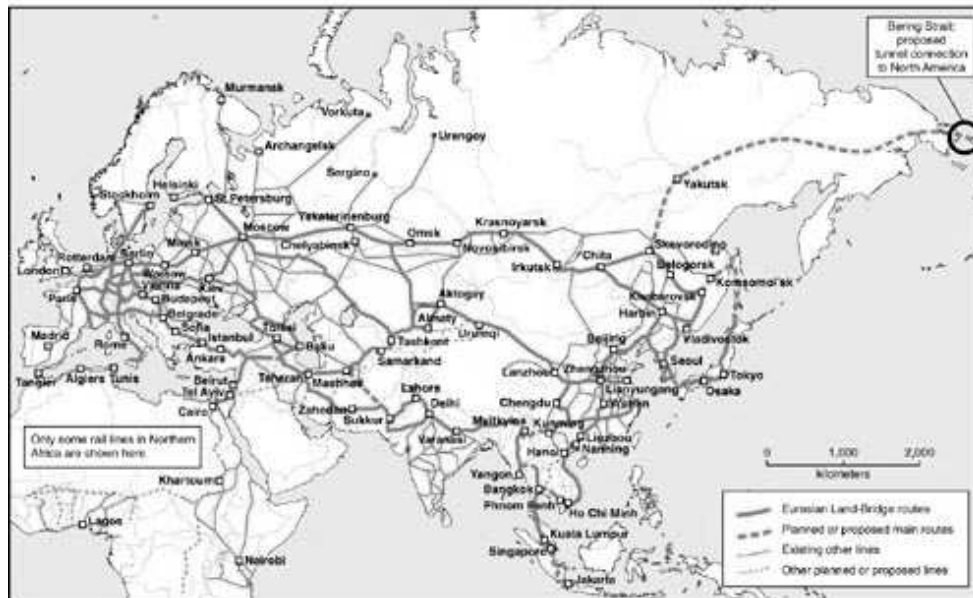 Bering Strait:
proposed
tunnel connection
to North America
Murmansk
Vorkuta
Urengoy
Archangelsk
Sergino
Yakutsk
Helsinki
Stockholm
St. Petersburg
Yekaterinenburg
Krasnoyarsk
Moscow
Omsk
Skovorodino
Chelyabinsk
Novosibirsk
Minsk
Berlin
Rotterdam
London
Irkutsk
Chita
Belogorsk
Komsomol'sk
Warsaw
Kiev
Vienna
Paris
Budapest
Aktogay
Khabarovsk
Belgrade
Harbin
Almaty
Urumqi
Sofia
Tbilisi
Madrid
Rome
Istanbul
Baku
Tashkent
Vladivostok
Beijing
Ankara
Samarkand
Seoul
Tangier
Algiers
Tunis
Beirut
Teheran
Mashhad
Lanzhou
Zhengzhou
Tokyo
Lianyungang
Osaka
Tel Aviv
Lahore
Chengdu
Wuhan
Cairo
Zahedan
Delhi
Sukkur
Myitkyina
Kunming
Varanasi
Liuzhou
Hanoi
Nanning
Only some rail lines in Northern
Africa are shown here.
Yangon
Khartoum
Bangkok
Phnom Penh
Ho Chi Minh
0 1,000 2,000
kilometers
Lagos
Kuala Lumpur
Singapore
Nairobi
Jakarta
Eurasian Land-Bridge routes
Planned or proposed main routes
Existing other lines
Other planned or proposed lines